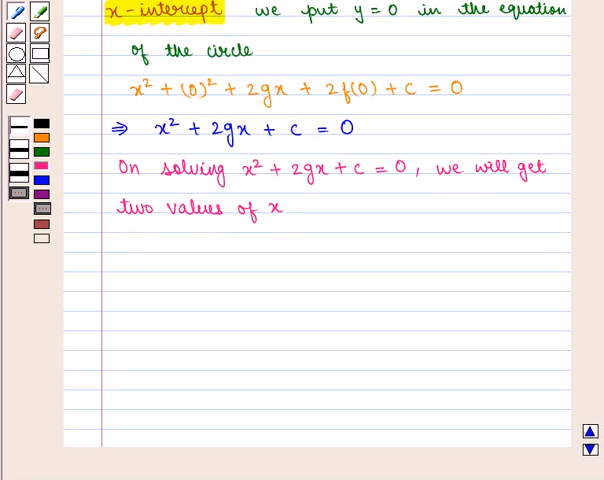 x-intercept we put y = 0 in the equation
of the circle
x² + (0)² + 2gx + 2f(0) + c = 0
⇒ x² + 2gx + c = 0
On solving x² + 2gx + c = 0, we will get
two values of x